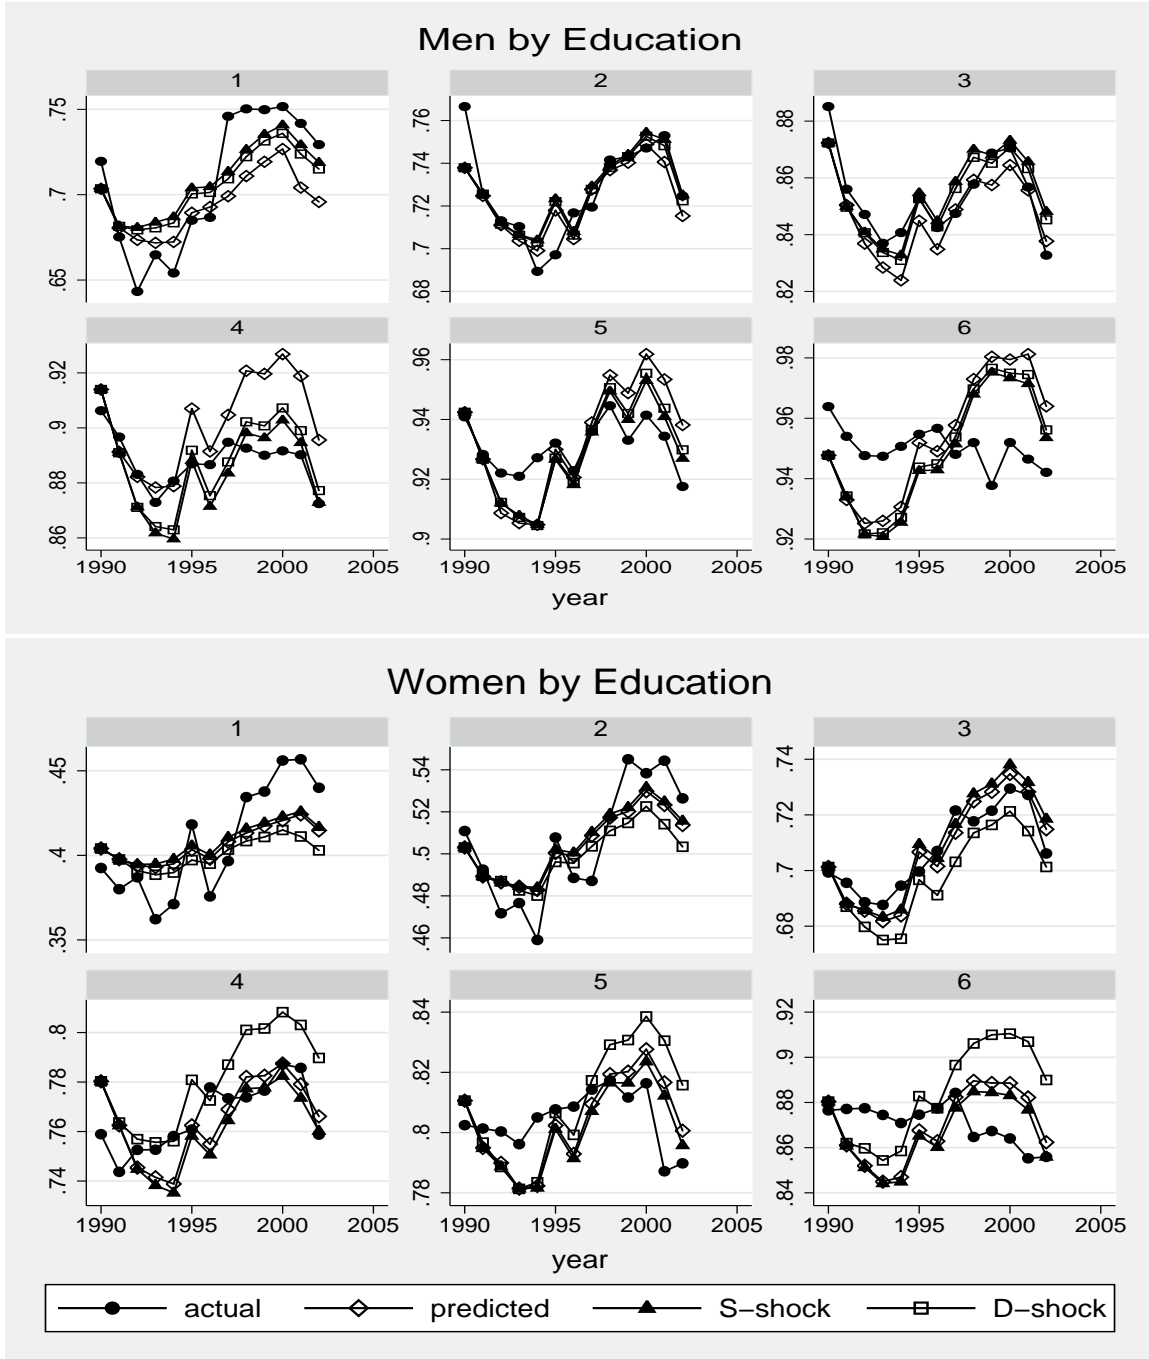 Men by Education
1 2 3
.75 .7 .65
.76 .74 .72 .7 .68
.88 .86 .84 .82
4 5 6
.92 .9 .88 .86
.96 .94 .92 .9
.98 .96 .94 .92
1990 1995 2000 2005 1990 1995 2000 2005 1990 1995 2000 2005
year
Women by Education
1 2 3
.45 .4 .35
.54 .52 .5 .48 .46
.74 .72 .7 .68
4 5 6
.8 .78 .76 .74
.84 .82 .8 .78
.92 .9 .88 .86 .84
1990 1995 2000 2005 1990 1995 2000 2005 1990 1995 2000 2005
year
actual predicted S−shock D−shock